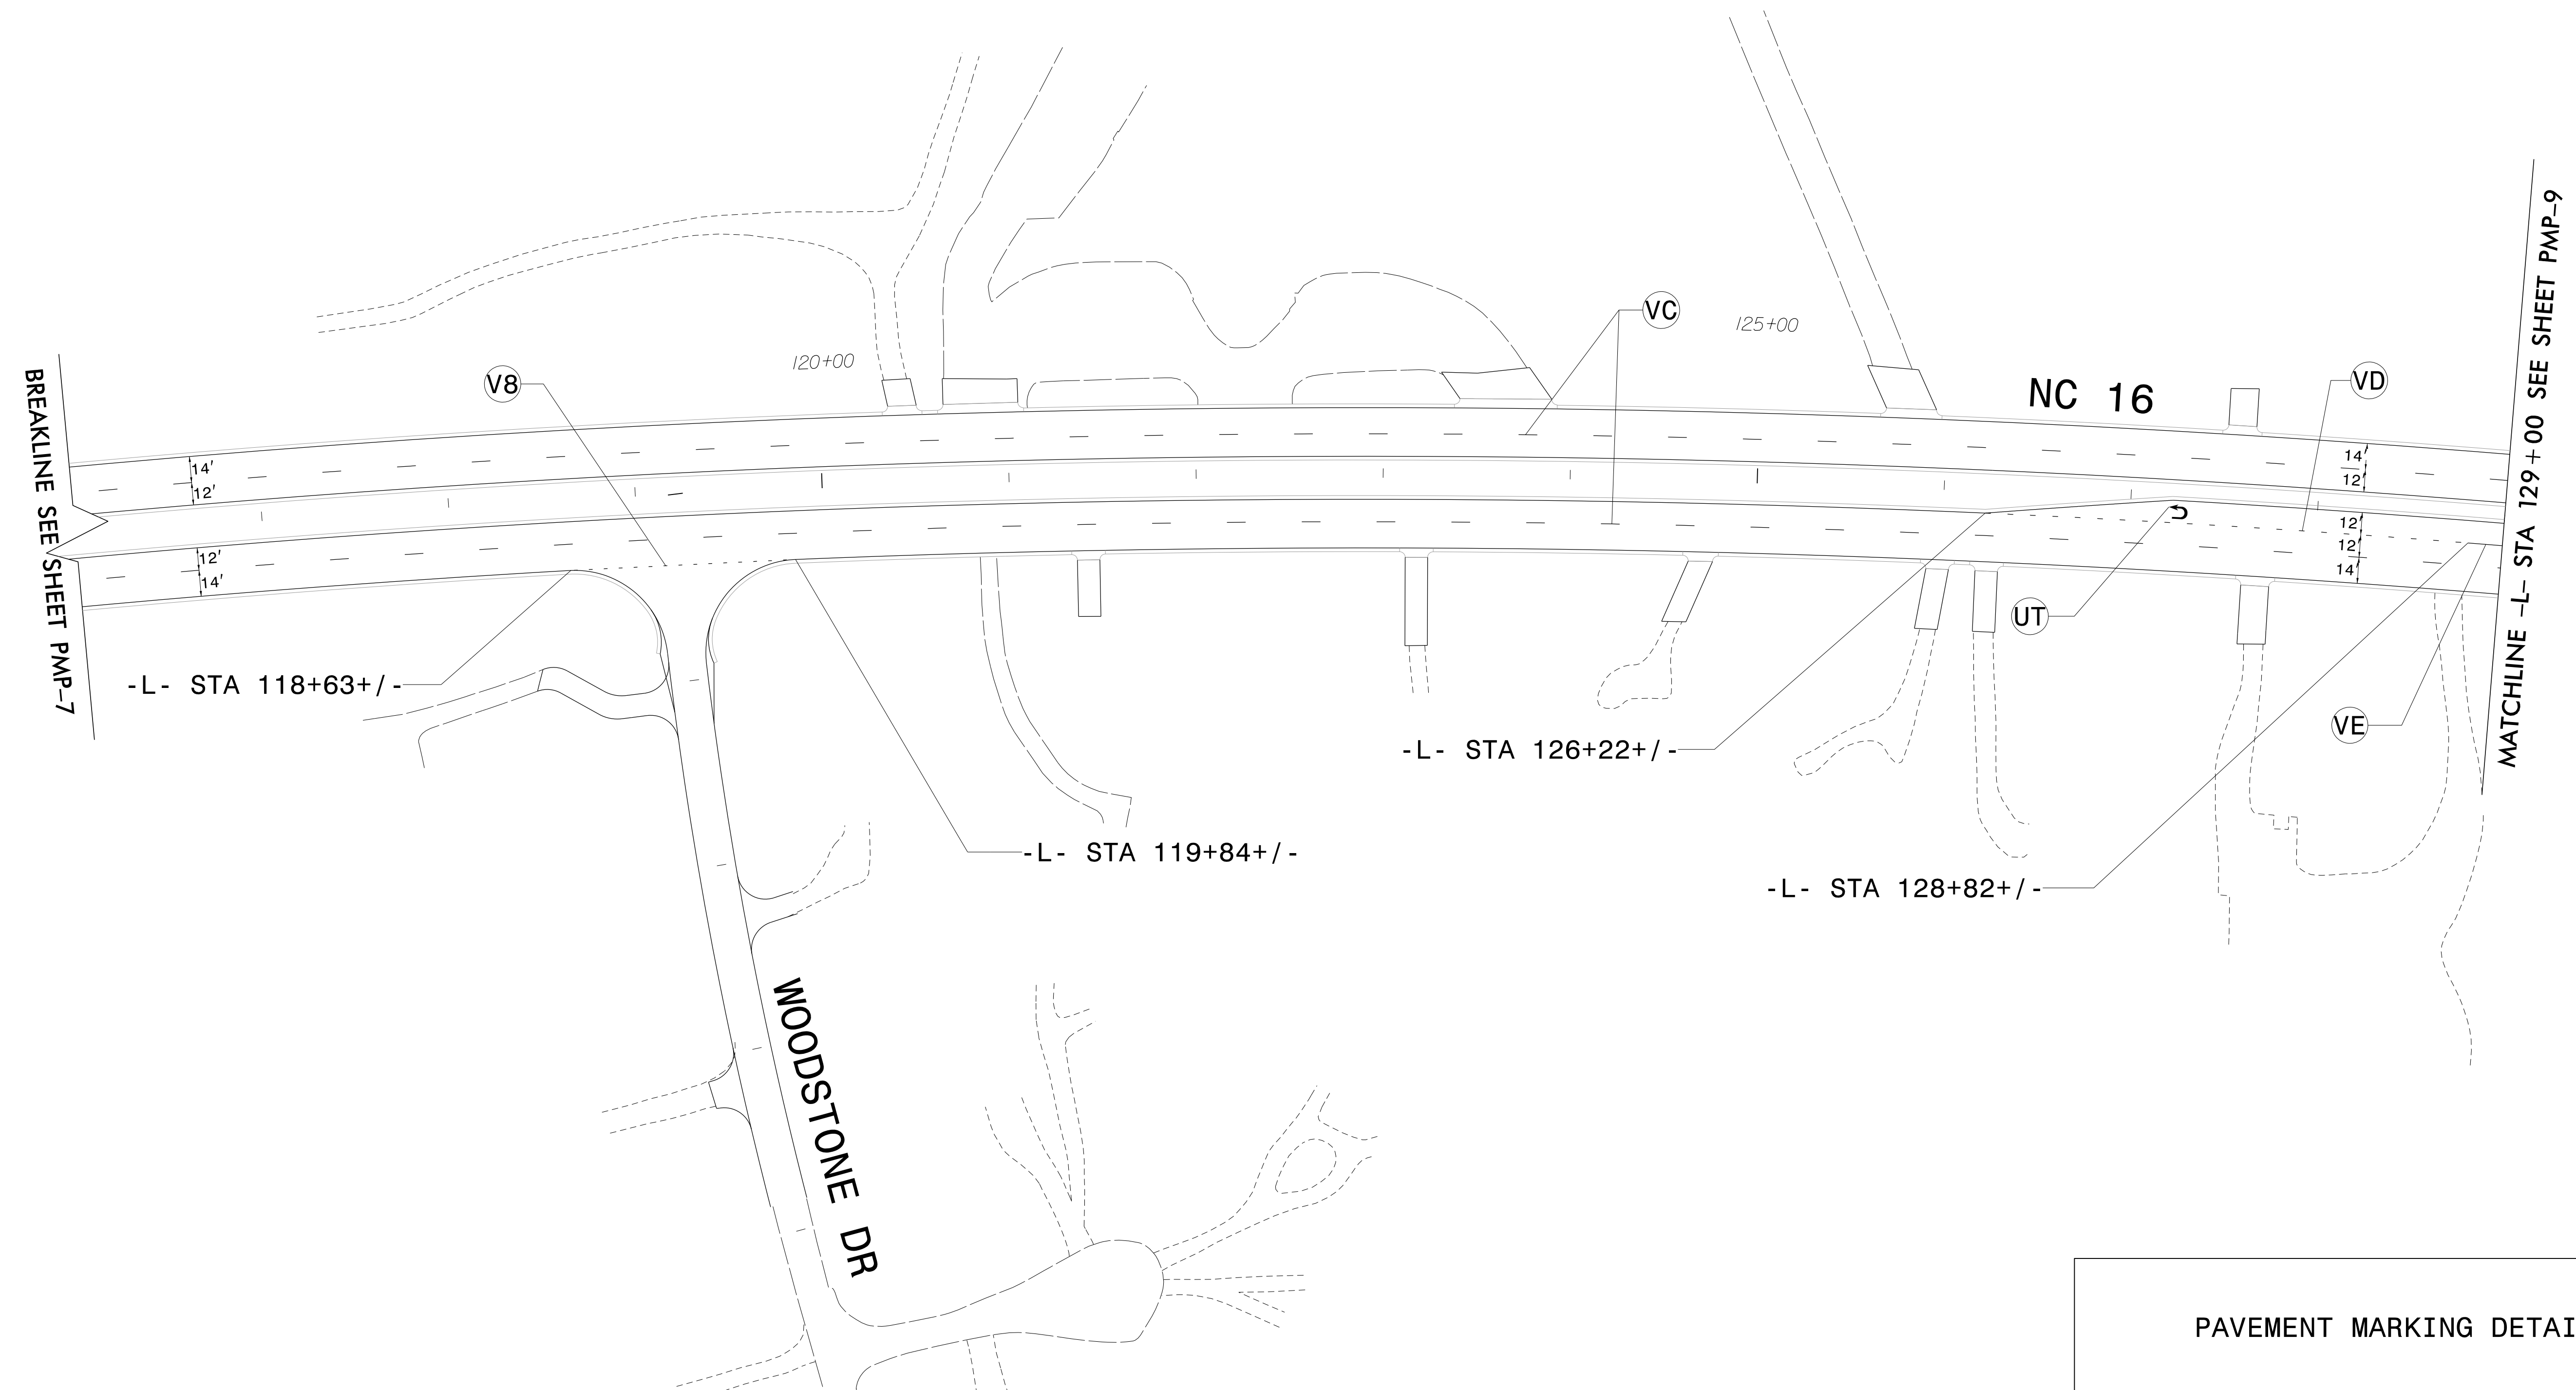 BREAKLINE SEE SHEET PMP-7
V8
120+00
VC
125+00
NC 16
VD
MATCHLINE -L- STA 129+00 SEE SHEET PMP-9
14'
12'
12'
14'
14'
12'
12'
12'
14'
UT
VE
-L- STA 118+63+/-
-L- STA 126+22+/-
-L- STA 119+84+/-
-L- STA 128+82+/-
WOODSTONE DR
PAVEMENT MARKING DETAI